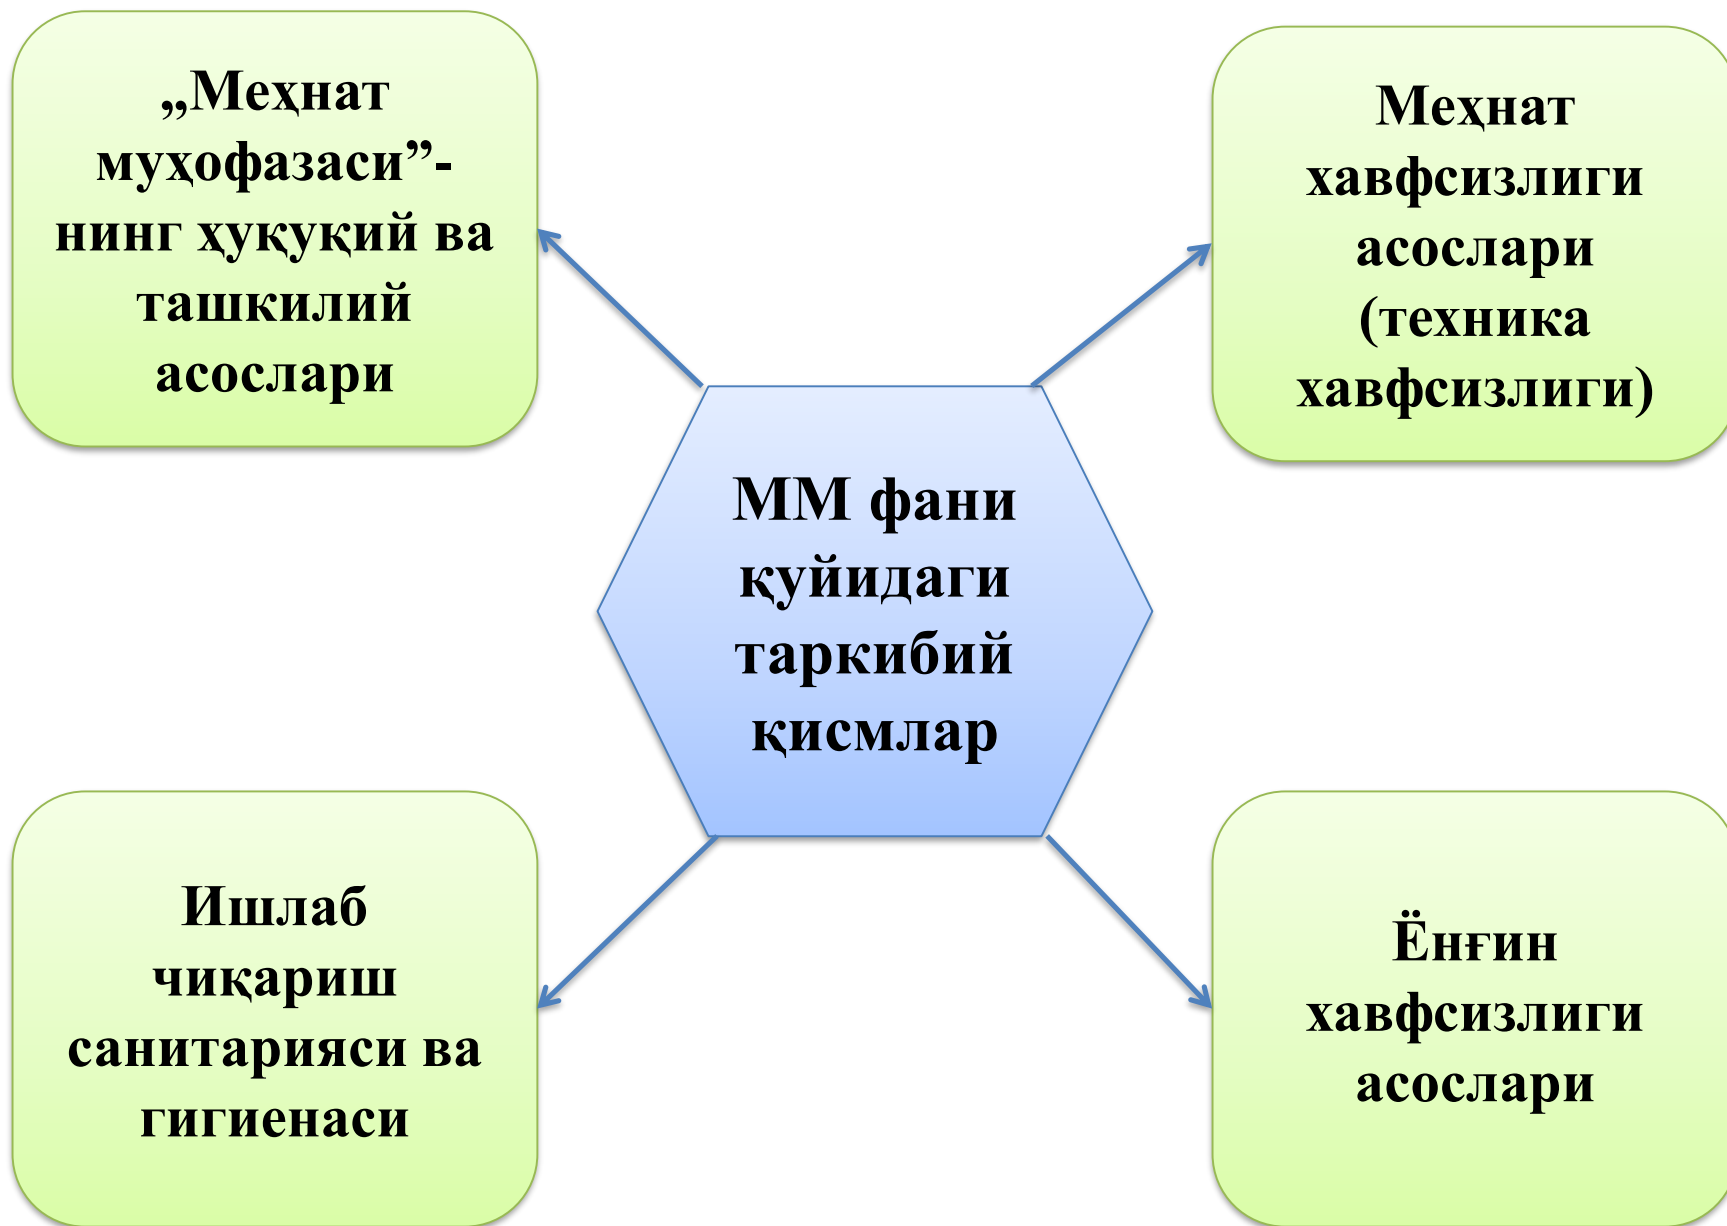 „Меҳнат
муҳофазаси”-
нинг ҳуқуқий ва
ташкилий
асослари
Меҳнат
хавфсизлиги
асослари
(техника
хавфсизлиги)
ММ фани
қуйидаги
таркибий
қисмлар
Ишлаб
чиқариш
санитарияси ва
гигиенаси
Ёнғин
хавфсизлиги
асослари